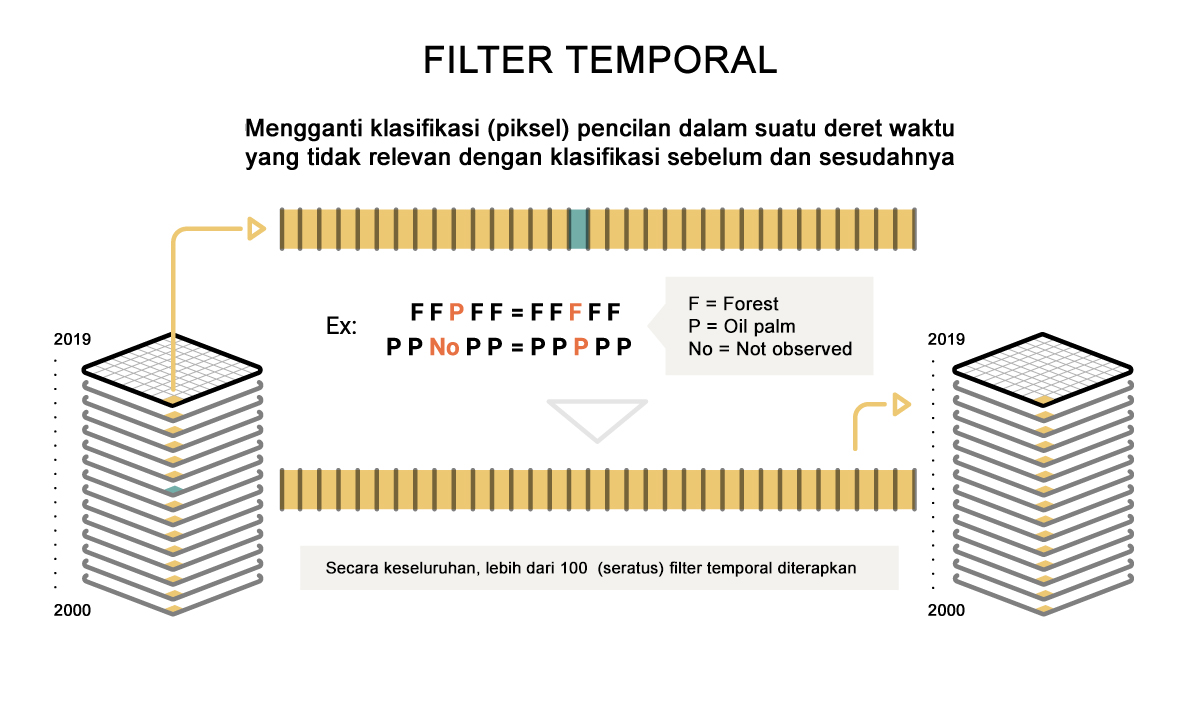 FILTER TEMPORAL
Mengganti klasifikasi (piksel) pencilan dalam suatu deret waktu
yang tidak relevan dengan klasifikasi sebelum dan sesudahnya
Ex:
F F P F F = F F F F F
P P No P P = P P P P P
F = Forest
P = Oil palm
No = Not observed
2019
2000
2019
2000
Secara keseluruhan, lebih dari 100 (seratus) filter temporal diterapkan